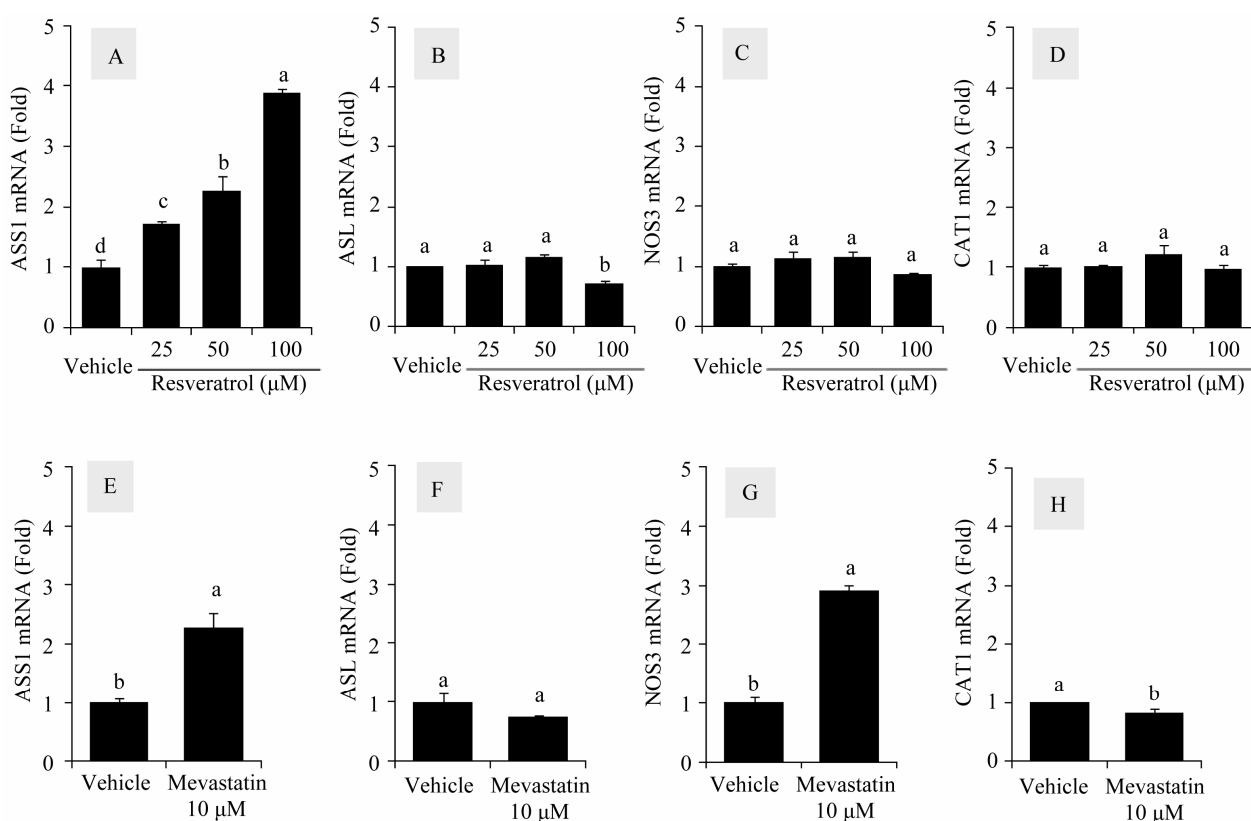 A
ASS1 mRNA (Fold)
5
4
3
2
1
0
d
c
b
a
Vehicle
25 50 100
Resveratrol (μM)
B
ASL mRNA (Fold)
5
4
3
2
1
0
a
a
a
b
Vehicle
25 50 100
Resveratrol (μM)
C
NOS3 mRNA (Fold)
5
4
3
2
1
0
a
a
a
a
Vehicle
25 50 100
Resveratrol (μM)
D
CAT1 mRNA (Fold)
5
4
3
2
1
0
a
a
a
a
Vehicle
25 50 100
Resveratrol (μM)
E
ASS1 mRNA (Fold)
5
4
3
2
1
0
b
a
Vehicle Mevastatin
10 μM
F
ASL mRNA (Fold)
5
4
3
2
1
0
a
a
Vehicle Mevastatin
10 μM
G
NOS3 mRNA (Fold)
5
4
3
2
1
0
b
a
Vehicle Mevastatin
10 μM
H
CAT1 mRNA (Fold)
5
4
3
2
1
0
a
b
Vehicle Mevastatin
10 μM